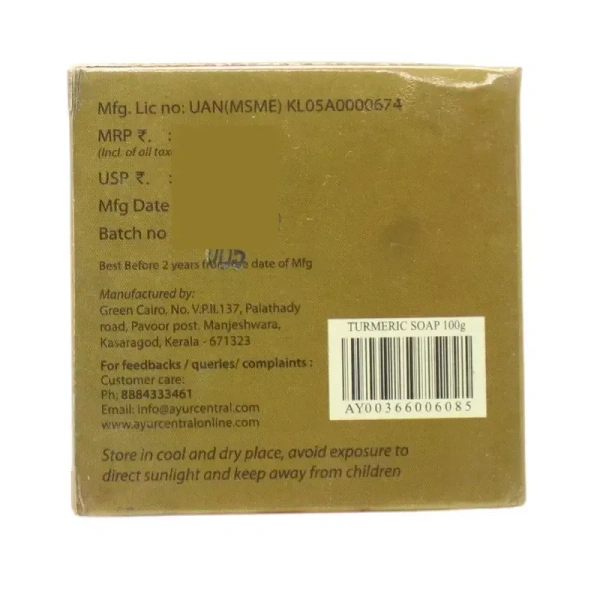 Mfg. Lic no: UAN(MSME) KL05A0000674
MRP ₹. :
(Incl. of all tax
USP ₹. :
Mfg Date
Batch no
Best Before 2 years from the date of Mfg
Manufactured by:
Green Cairo, No. V.P.II.137, Palathady
road, Pavoor post, Manjeshwara,
Kasaragod, Kerala - 671323
For feedbacks / queries/ complaints :
Customer care:
Ph; 8884333461
Email: info@ayurcentral.com
www.ayurcentralonline.com
Store in cool and dry place, avoid exposure to
direct sunlight and keep away from children
TURMERIC SOAP 100g
AY00366006085